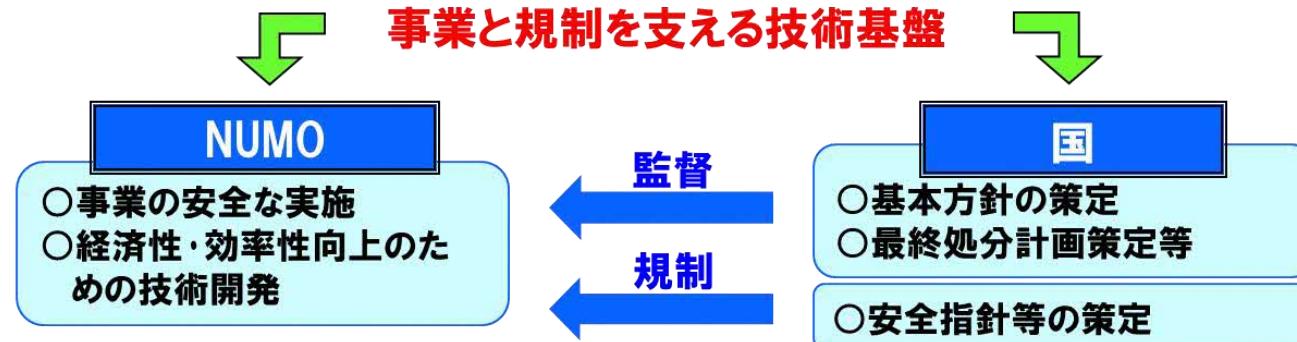 事業と規制を支える技術基盤
NUMO
○事業の安全な実施
○経済性・効率性向上のた
めの技術開発
監督
規制
国
○基本方針の策定
○最終処分計画策定等
○安全指針等の策定